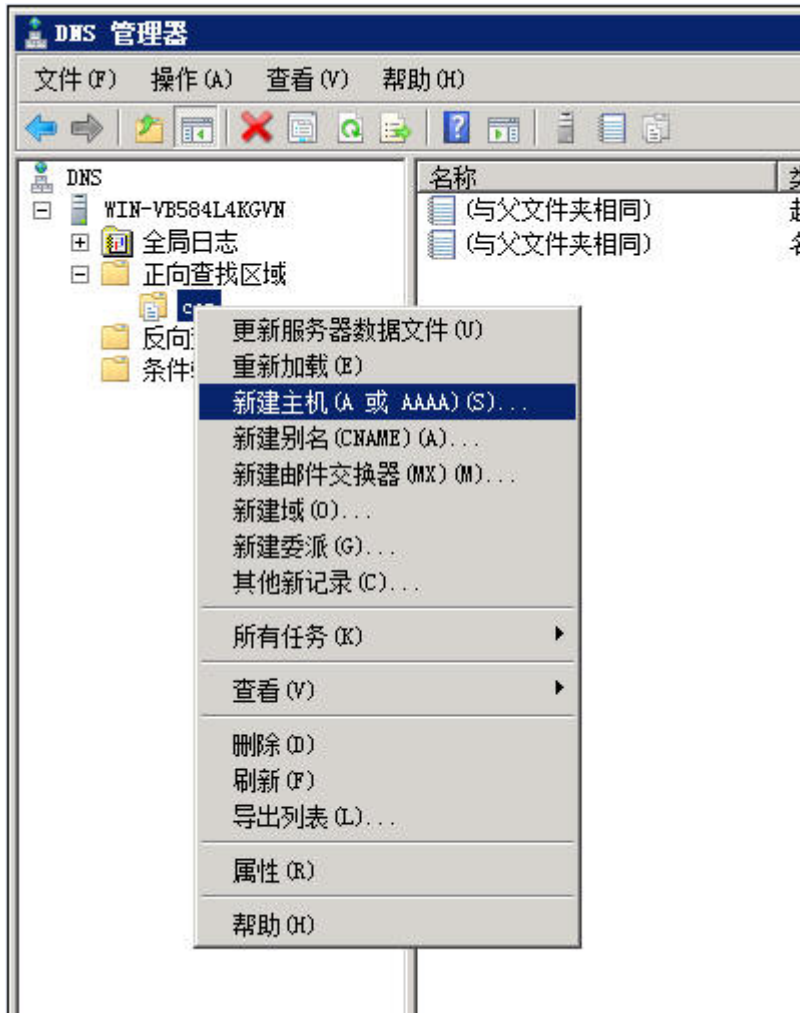 DNS 管理器
文件(F) 操作(A) 查看(V) 帮助(H)
DNS
WIN-VB584L4KGVN
全局日志
正向查找区域
反向
条件
名称
(与父文件夹相同)
(与父文件夹相同)
更新服务器数据文件(U)
重新加载(E)
新建主机(A 或 AAAA)(S)...
新建别名(CNAME)(A)...
新建邮件交换器(MX)(M)...
新建域(O)...
新建委派(G)...
其他新记录(C)...
所有任务(K)
查看(V)
删除(D)
刷新(F)
导出列表(L)...
属性(R)
帮助(H)